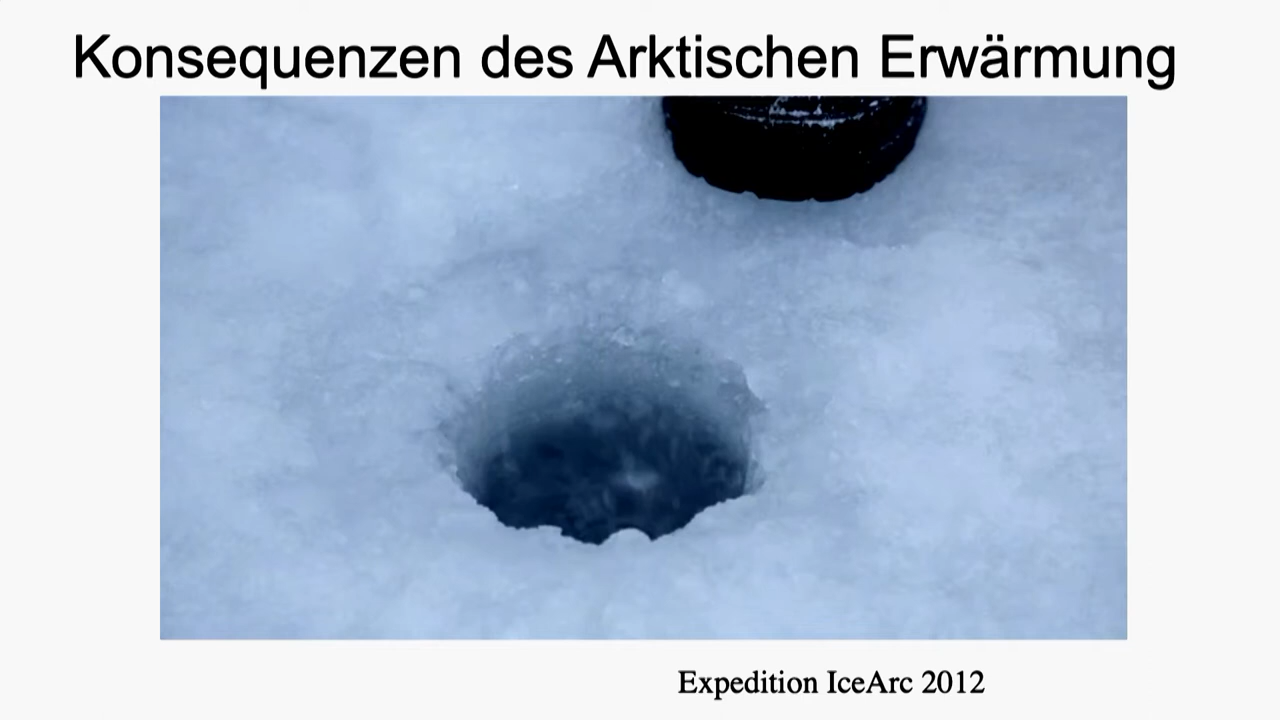 Konsequenzen des Arktischen Erwärmung
Expedition IceArc 2012